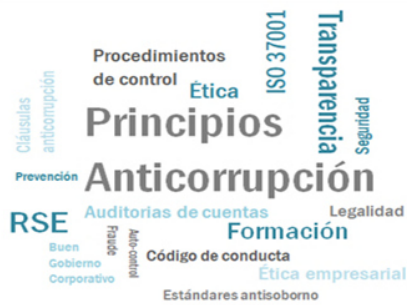 Procedimientos
de control
Ética
ISO 37001
Transparencia
Seguridad
Cláusulas
anticorrupción
Principios
Prevención
Anticorrupción
RSE
Auditorias de cuentas
Legalidad
Formación
Buen
Gobierno
Corporativo
Fraude
Auto-control
Código de conducta
Ética empresarial
Estándares antisoborno